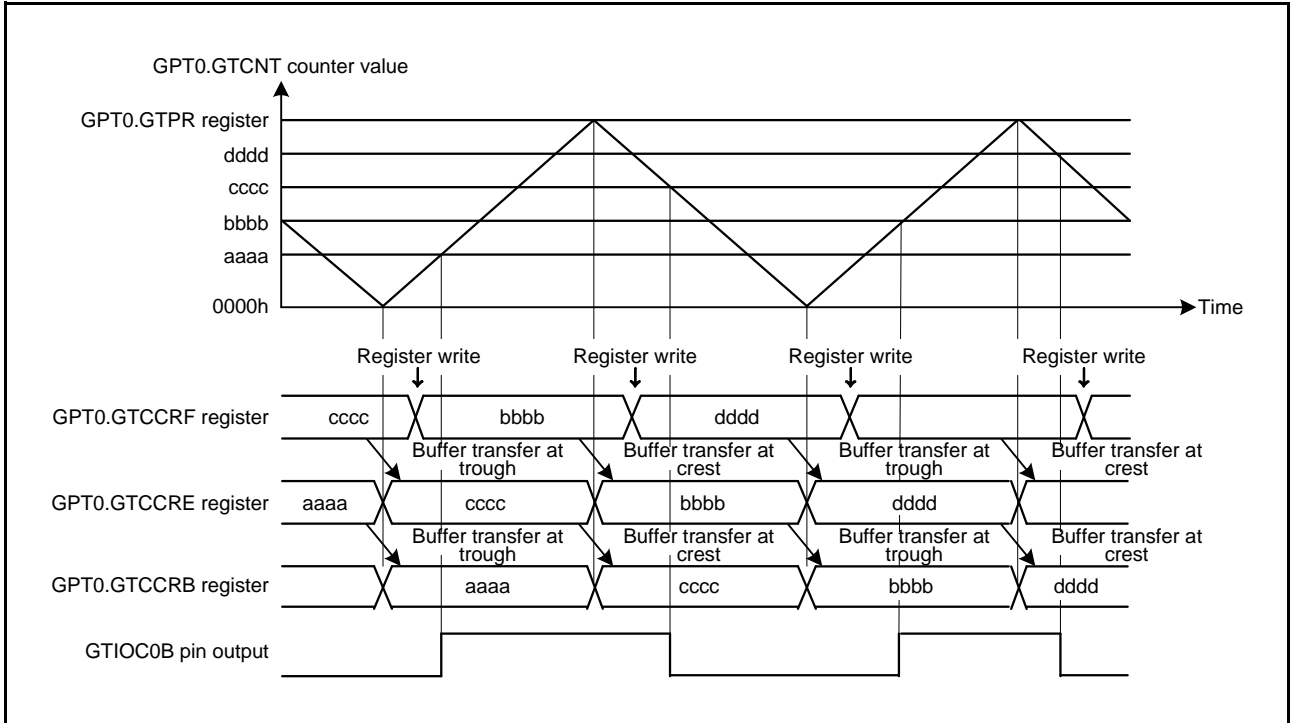 GPT0.GTCNT counter value
GPT0.GTPR register
dddd
cccc
bbbb
aaaa
0000h
Time
Register write Register write Register write Register write
GPT0.GTCCRF register cccc bbbb dddd
Buffer transfer at trough Buffer transfer at crest Buffer transfer at trough Buffer transfer at crest
GPT0.GTCCRE register aaaa cccc bbbb dddd
Buffer transfer at trough Buffer transfer at crest Buffer transfer at trough Buffer transfer at crest
GPT0.GTCCRB register aaaa cccc bbbb dddd
GTIOC0B pin output